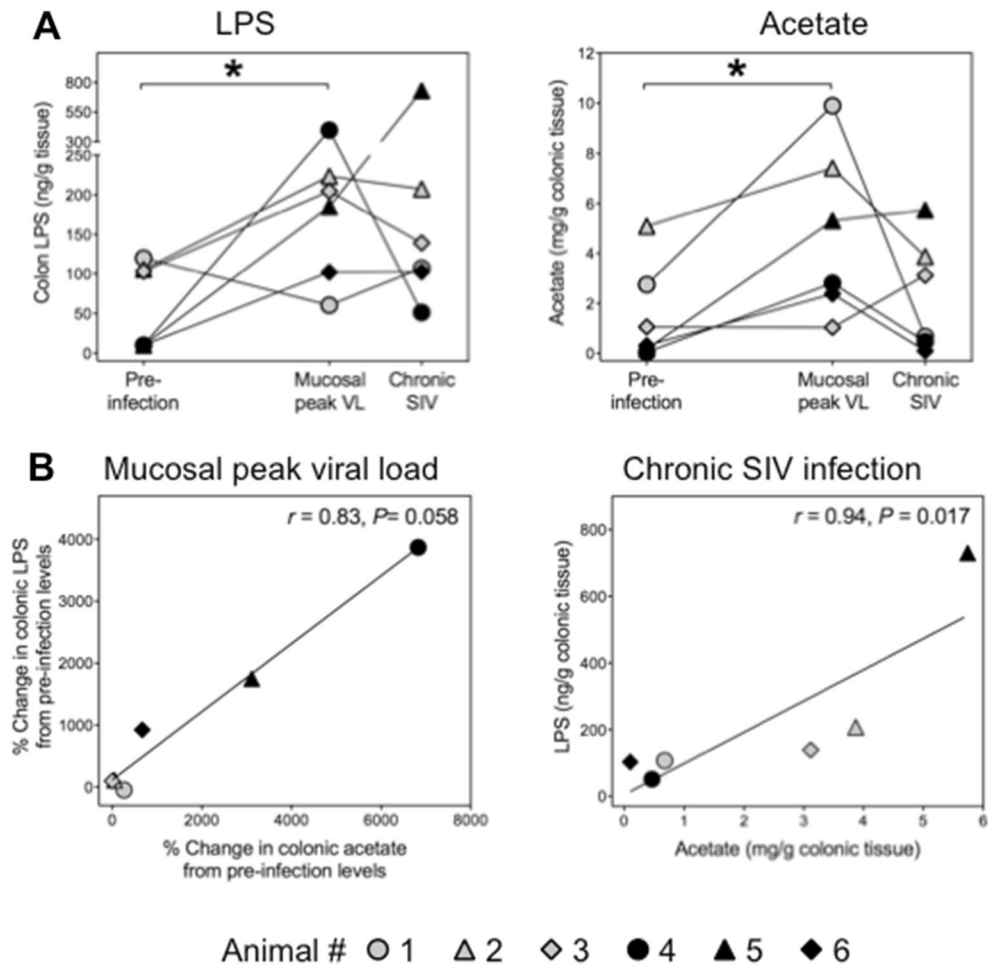 A
LPS
Acetate
*
*
Colon LPS (ng/g tissue)
800
550
300
250
200
150
100
50
0
Pre-
infection
Mucosal
peak VL
Chronic
SIV
Acetate (mg/g colonic tissue)
12
10
8
6
4
2
0
Pre-
infection
Mucosal
peak VL
Chronic
SIV
B
Mucosal peak viral load
Chronic SIV infection
r = 0.83, P= 0.058
% Change in colonic LPS
from pre-infection levels
4000
3000
2000
1000
0
0 2000 4000 6000 8000
% Change in colonic acetate
from pre-infection levels
r = 0.94, P = 0.017
LPS (ng/g colonic tissue)
800
600
400
200
0
0 1 2 3 4 5 6
Acetate (mg/g colonic tissue)
Animal # 1 2 3 4 5 6